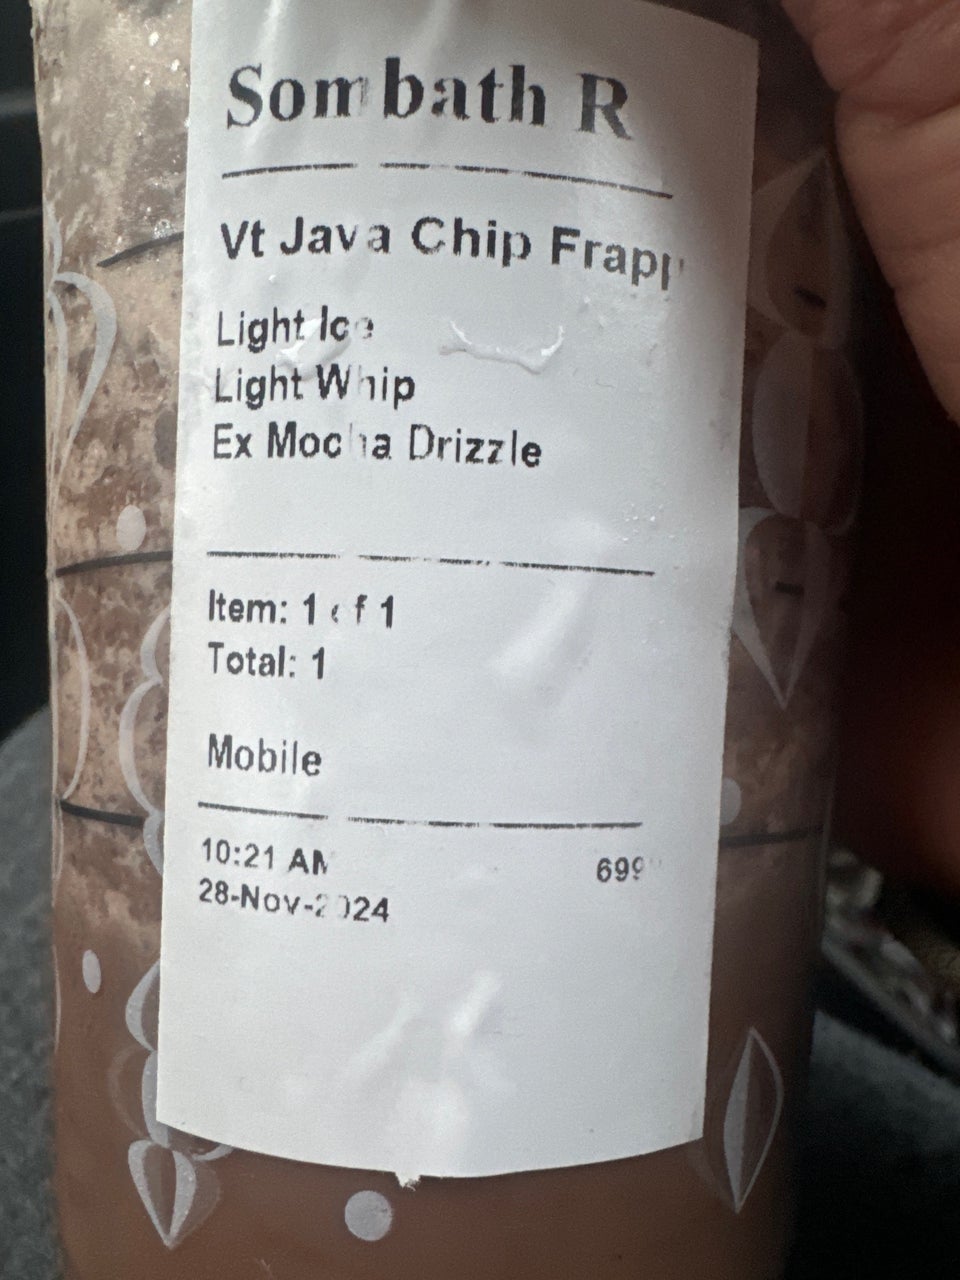 Sombath R
Vt Java Chip Frapp
Light Ice
Light Whip
Ex Mocha Drizzle
Item: 1 of 1
Total: 1
Mobile
10:21 AM
28-Nov-2024